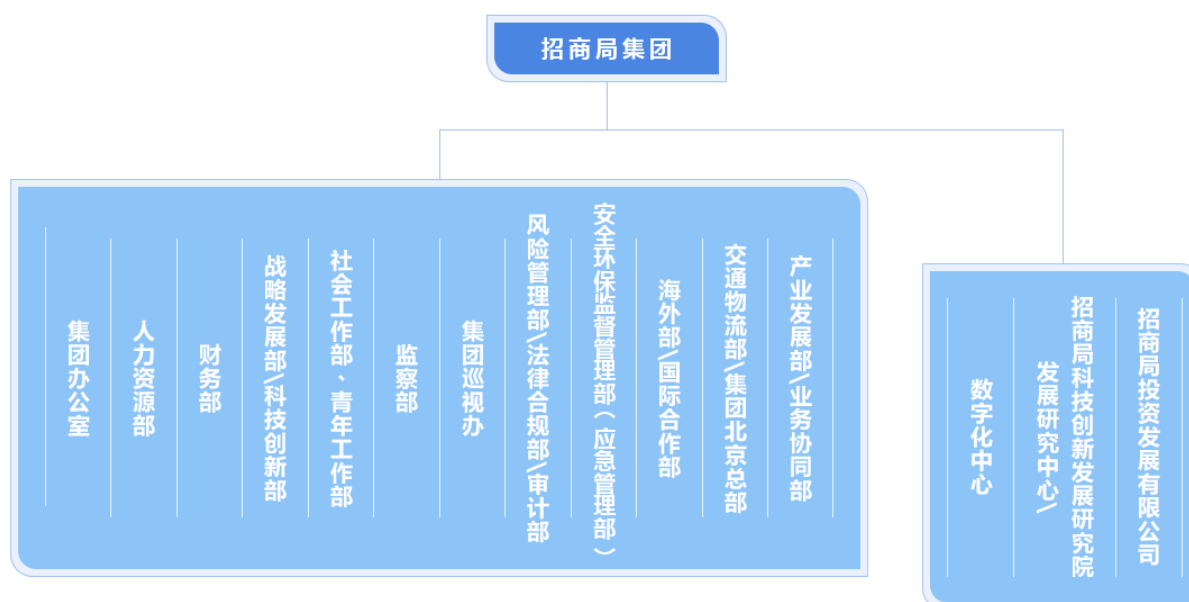 招商局集团
集团办公室
人力资源部
财务部
战略发展部\科技创新部
社会工作部、青年工作部
监察部
集团巡视办
风险管理部\法律合规部\审计部
安全环保监督管理部(应急管理部)
海外部\国际合作部
交通物流部\集团北京总部
产业发展部\业务协同部
数字化中心
发展研究中心\
招商局科技创新发展研究院
招商局投资发展有限公司